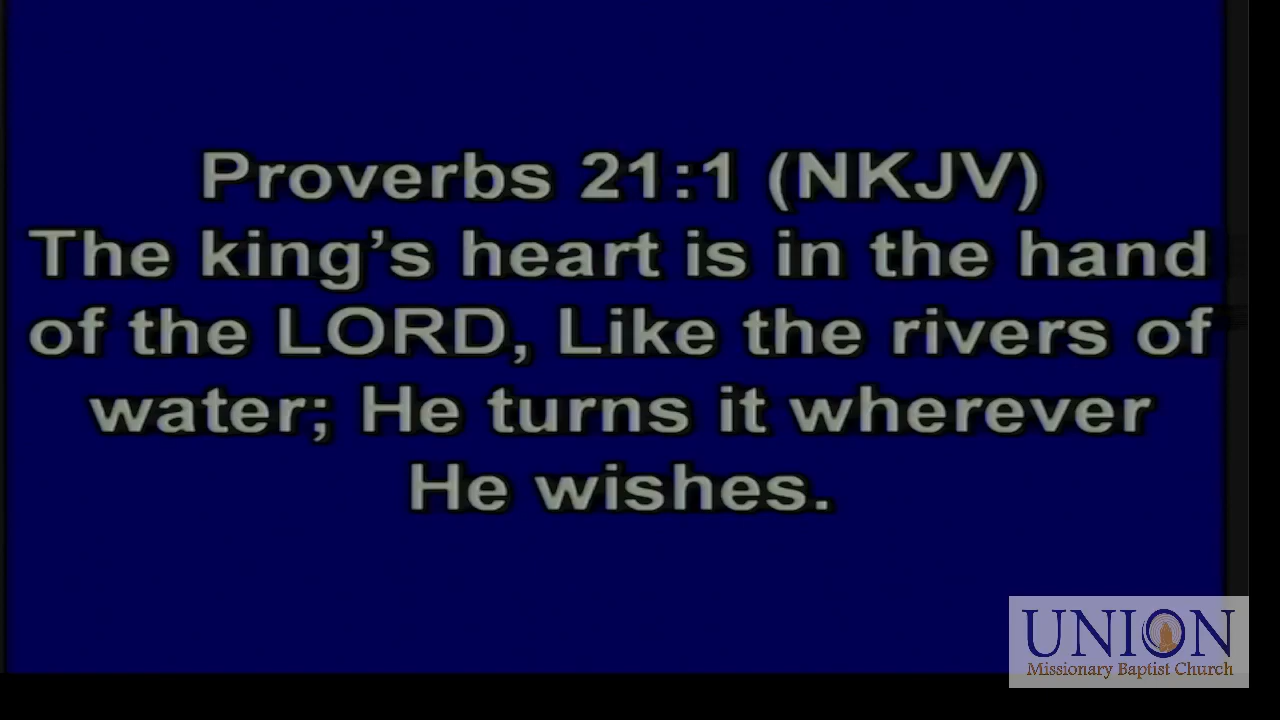 Proverbs 21:1 (NKJV)
The king’s heart is in the hand
of the LORD, Like the rivers of
water; He turns it wherever
He wishes.
UNION
Missionary Baptist Church